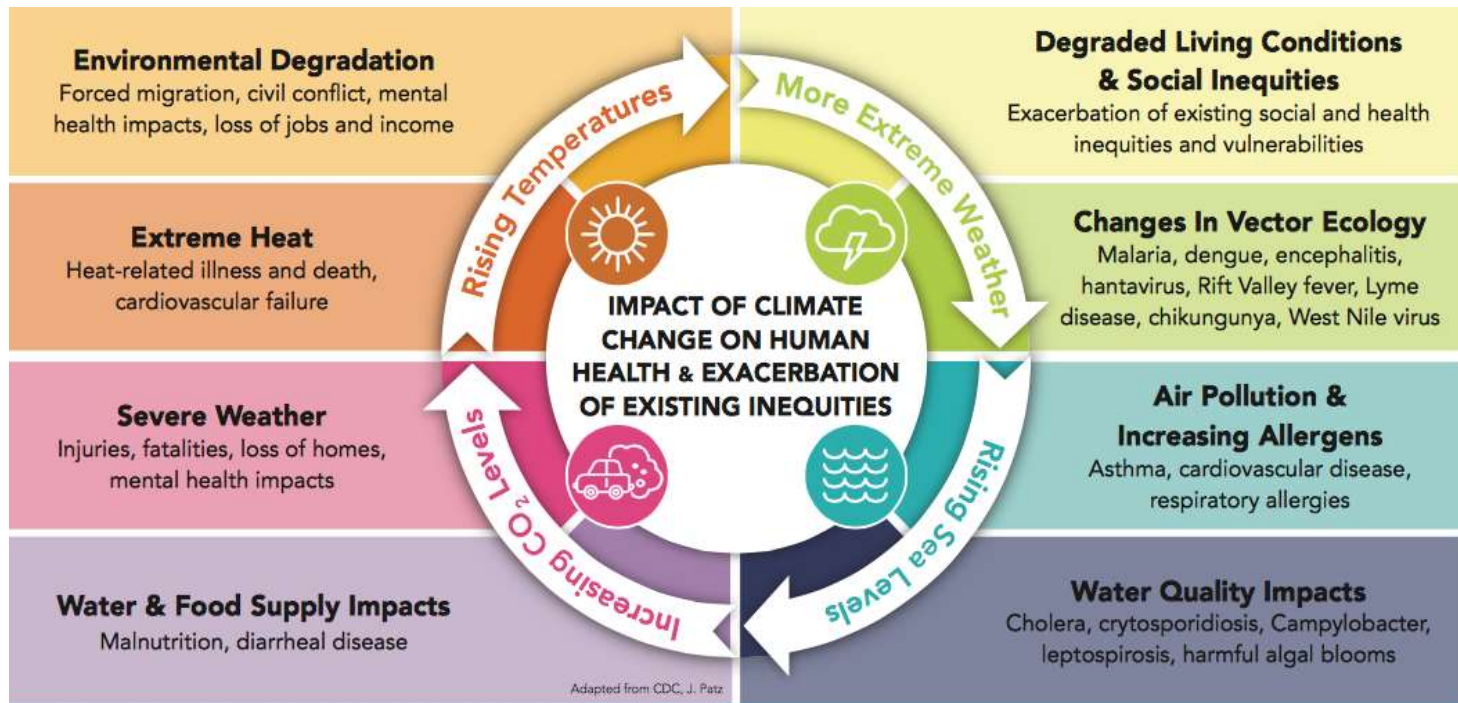 Environmental Degradation
Forced migration, civil conflict, mental
health impacts, loss of jobs and income
Extreme Heat
Heat-related illness and death,
cardiovascular failure
Severe Weather
Injuries, fatalities, loss of homes,
mental health impacts
Water & Food Supply Impacts
Malnutrition, diarrheal disease
Adapted from CDC, J. Patz
Rising Temperatures
More Extreme Weather
Rising Sea Levels
Increasing CO₂ Levels
IMPACT OF CLIMATE
CHANGE ON HUMAN
HEALTH & EXACERBATION
OF EXISTING INEQUITIES
Degraded Living Conditions
& Social Inequities
Exacerbation of existing social and health
inequities and vulnerabilities
Changes In Vector Ecology
Malaria, dengue, encephalitis,
hantavirus, Rift Valley fever, Lyme
disease, chikungunya, West Nile virus
Air Pollution &
Increasing Allergens
Asthma, cardiovascular disease,
respiratory allergies
Water Quality Impacts
Cholera, crytosporidiosis, Campylobacter,
leptospirosis, harmful algal blooms